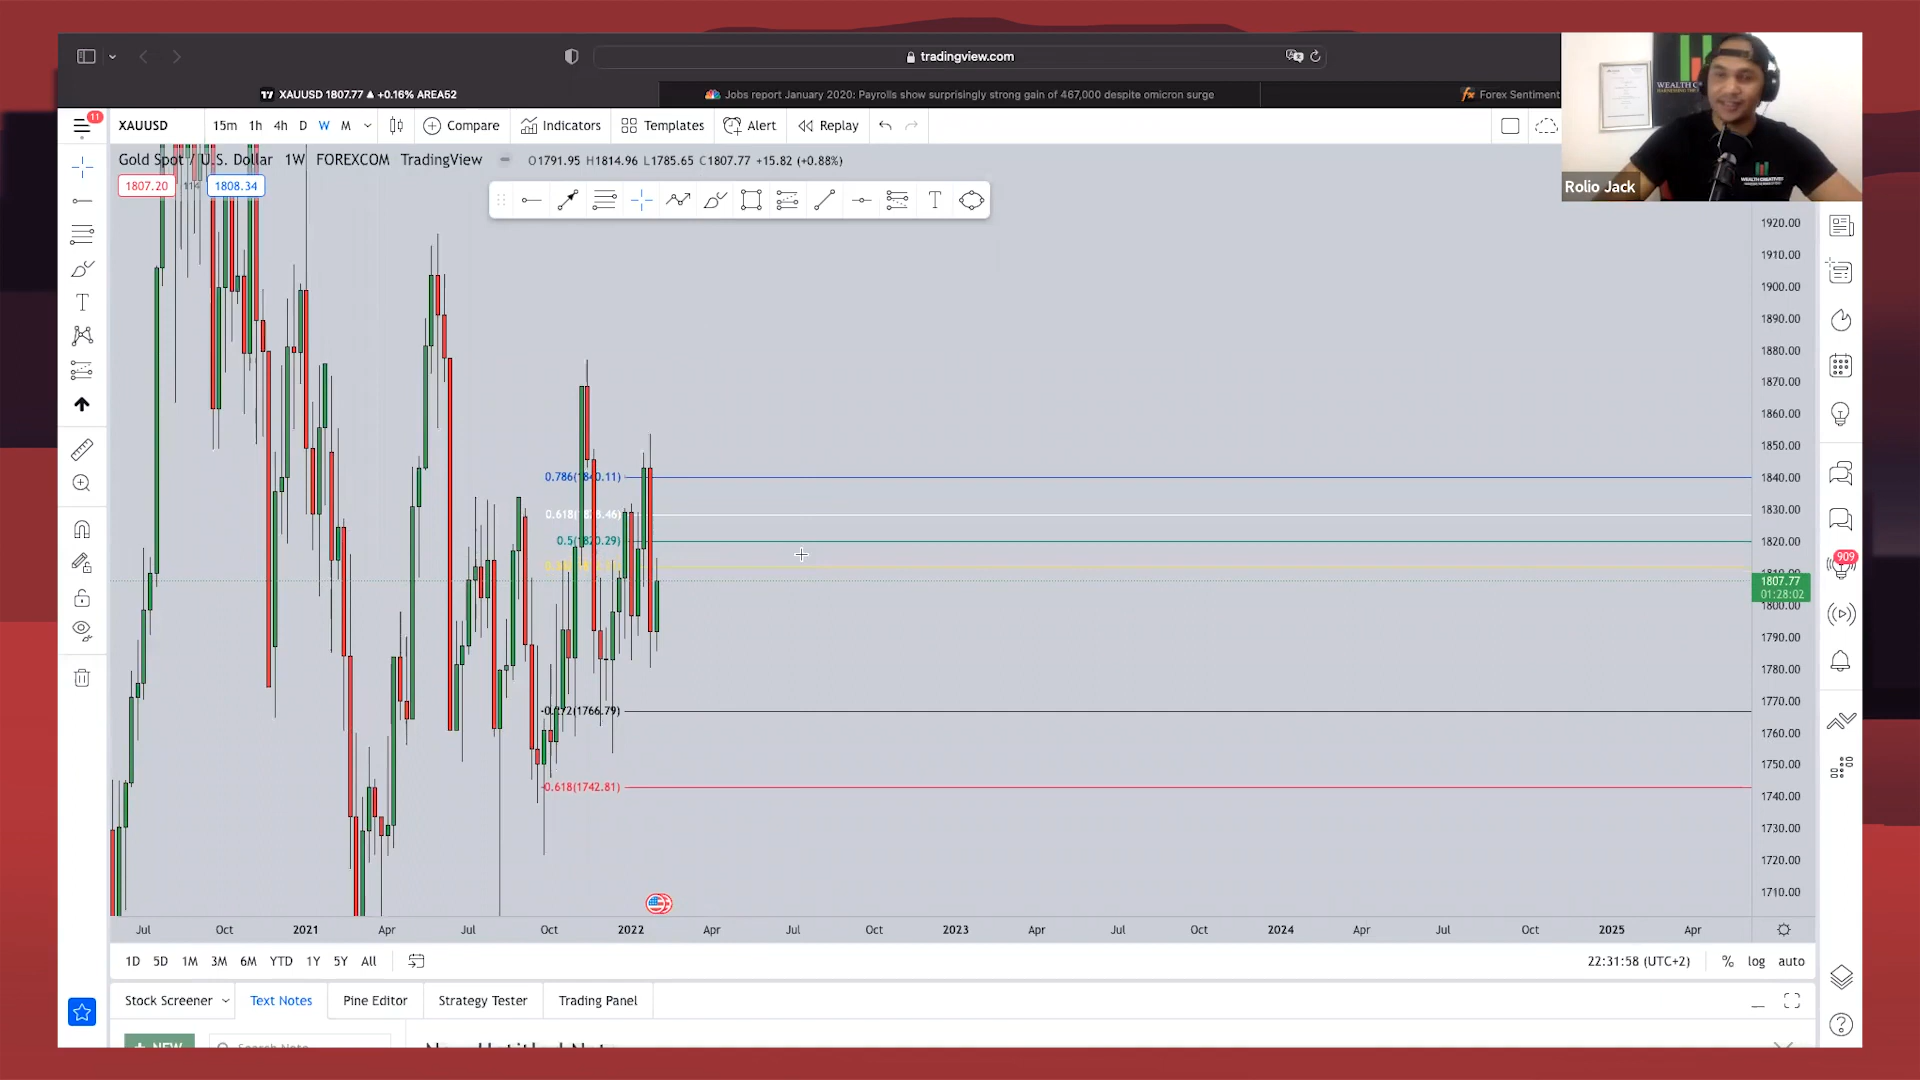 tradingview.com
XAUUSD 1807.77 ▲ +0.16% AREA52
Jobs report January 2020: Payrolls show surprisingly strong gain of 467,000 despite omicron surge
Forex Sentiment
11
XAUUSD
15m 1h 4h D W M
Compare
Indicators
Templates
Alert
Replay
Gold Spot / U.S. Dollar 1W FOREXCOM TradingView
O1791.95 H1814.96 L1785.65 C1807.77 +15.82 (+0.88%)
1807.20
1808.34
Rolio Jack
WEALTH CREATIVES
1920.00
1910.00
1900.00
1890.00
1880.00
1870.00
1860.00
1850.00
1840.00
1830.00
1820.00
1807.77
01:28:02
1800.00
1790.00
1780.00
1770.00
1760.00
1750.00
1740.00
1730.00
1720.00
1710.00
0.786(1840.11)
0.5(1820.29)
-0.618(1742.81)
909
Jul Oct 2021 Apr Jul Oct 2022 Apr Jul Oct 2023 Apr Jul Oct 2024 Apr Jul Oct 2025 Apr
1D 5D 1M 3M 6M YTD 1Y 5Y All
22:31:58 (UTC+2)
% log auto
Stock Screener
Text Notes
Pine Editor
Strategy Tester
Trading Panel